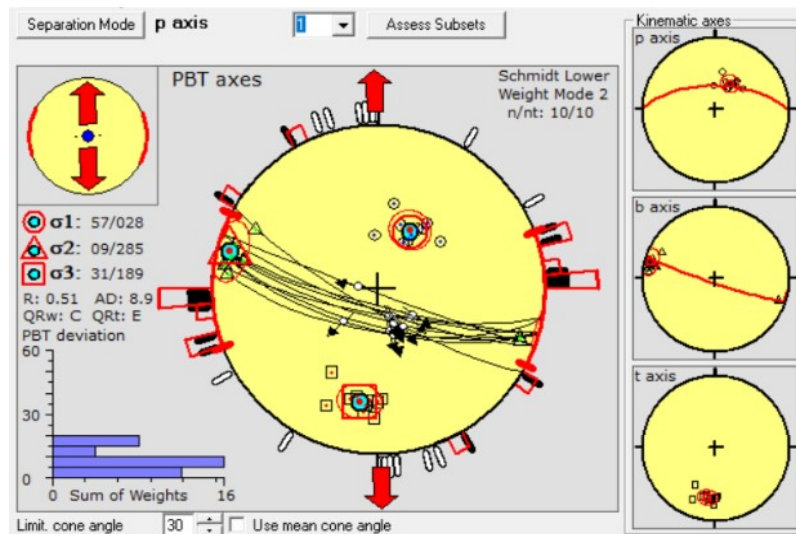 Separation Mode p axis 1 Assess Subsets
Kinematic axes
p axis
PBT axes
Schmidt Lower
Weight Mode 2
n/nt: 10/10
σ1: 57/028
σ2: 09/285
σ3: 31/189
R: 0.51 AD: 8.9
QRw: C QRt: E
PBT deviation
60
30
0
0 Sum of Weights 16
b axis
t axis
Limit. cone angle 30 Use mean cone angle